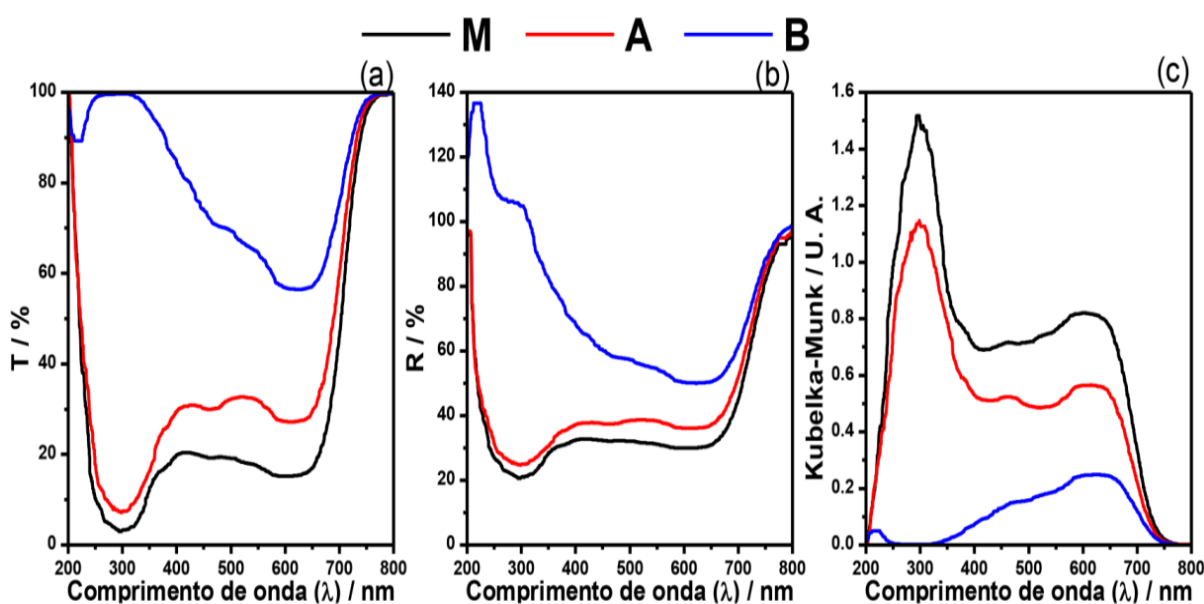 M A B
(a)
T / %
100
80
60
40
20
0
200 300 400 500 600 700 800
Comprimento de onda (λ) / nm
(b)
R / %
140
120
100
80
60
40
20
0
200 300 400 500 600 700 800
Comprimento de onda (λ) / nm
(c)
Kubelka-Munk / U. A.
1.6
1.4
1.2
1.0
0.8
0.6
0.4
0.2
0.0
200 300 400 500 600 700 800
Comprimento de onda (λ) / nm